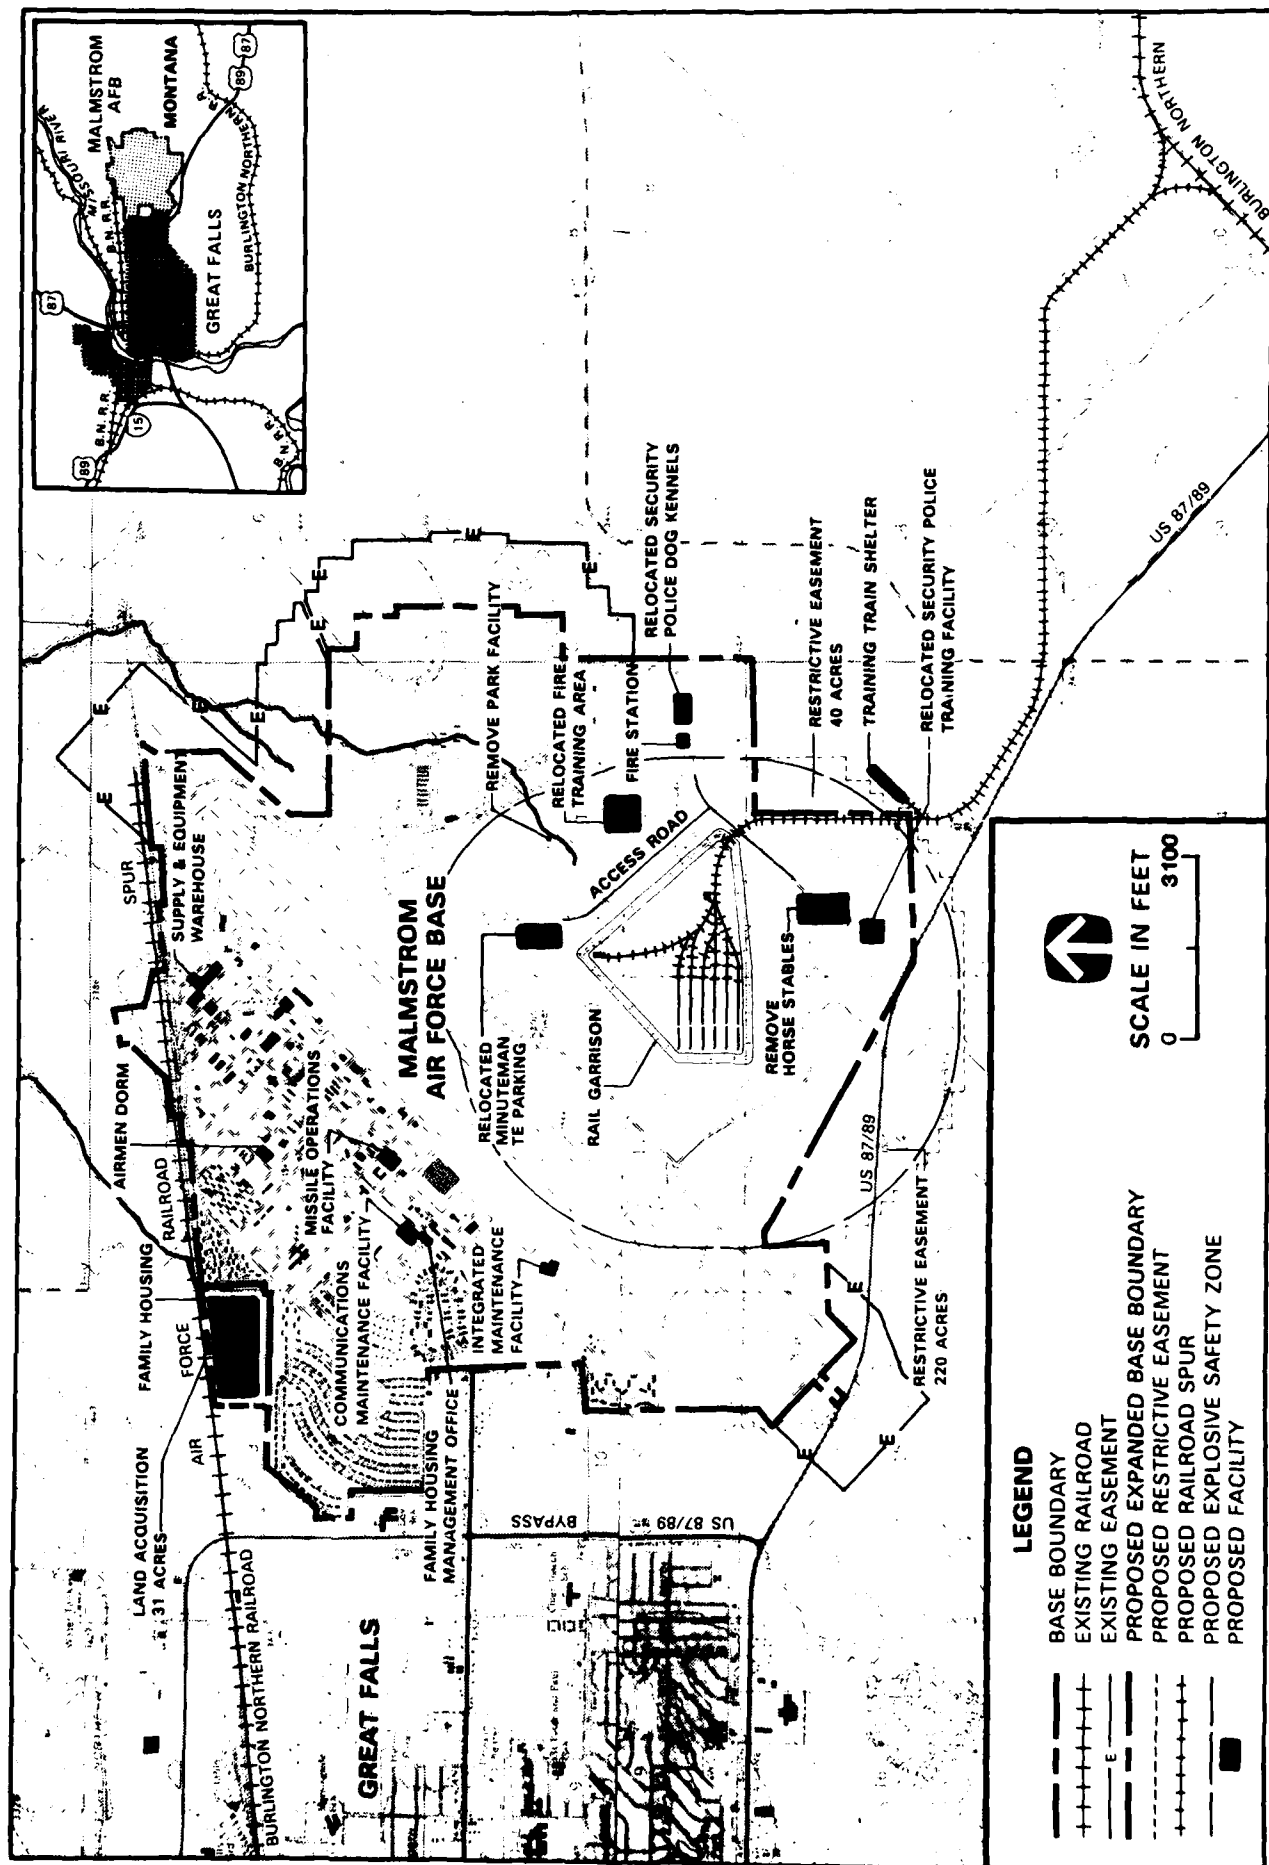 89
B.N. R.R.
15
87
MISSOURI RIVER
B.N. R.R.
MALMSTROM
AFB
MONTANA
GREAT FALLS
BURLINGTON NORTHERN
R.R.
89
87
B.N.R.R.
LAND ACQUISITION
31 ACRES
FAMILY HOUSING
AIRMEN DORM
AIR
FORCE
RAILROAD
SPUR
SUPPLY & EQUIPMENT
WAREHOUSE
BURLINGTON NORTHERN RAILROAD
MISSILE OPERATIONS
FACILITY
COMMUNICATIONS
MAINTENANCE FACILITY
GREAT FALLS
FAMILY HOUSING
MANAGEMENT OFFICE
INTEGRATED
MAINTENANCE
FACILITY
MALMSTROM
AIR FORCE BASE
RELOCATED
MINUTEMAN
TE PARKING
REMOVE PARK FACILITY
RELOCATED FIRE
TRAINING AREA
FIRE STATION
RELOCATED SECURITY
POLICE DOG KENNELS
BYPASS
US 87/89
ACCESS ROAD
RAIL GARRISON
REMOVE
HORSE STABLES
RESTRICTIVE EASEMENT
40 ACRES
TRAINING TRAIN SHELTER
RELOCATED SECURITY POLICE
TRAINING FACILITY
US 87/89
RESTRICTIVE EASEMENT
220 ACRES
US 87/89
BURLINGTON NORTHERN
E
E
E
E
E
E
E
E
E
E
E
LEGEND
BASE BOUNDARY
EXISTING RAILROAD
E EXISTING EASEMENT
PROPOSED EXPANDED BASE BOUNDARY
PROPOSED RESTRICTIVE EASEMENT
PROPOSED RAILROAD SPUR
PROPOSED EXPLOSIVE SAFETY ZONE
PROPOSED FACILITY
SCALE IN FEET
0 3100